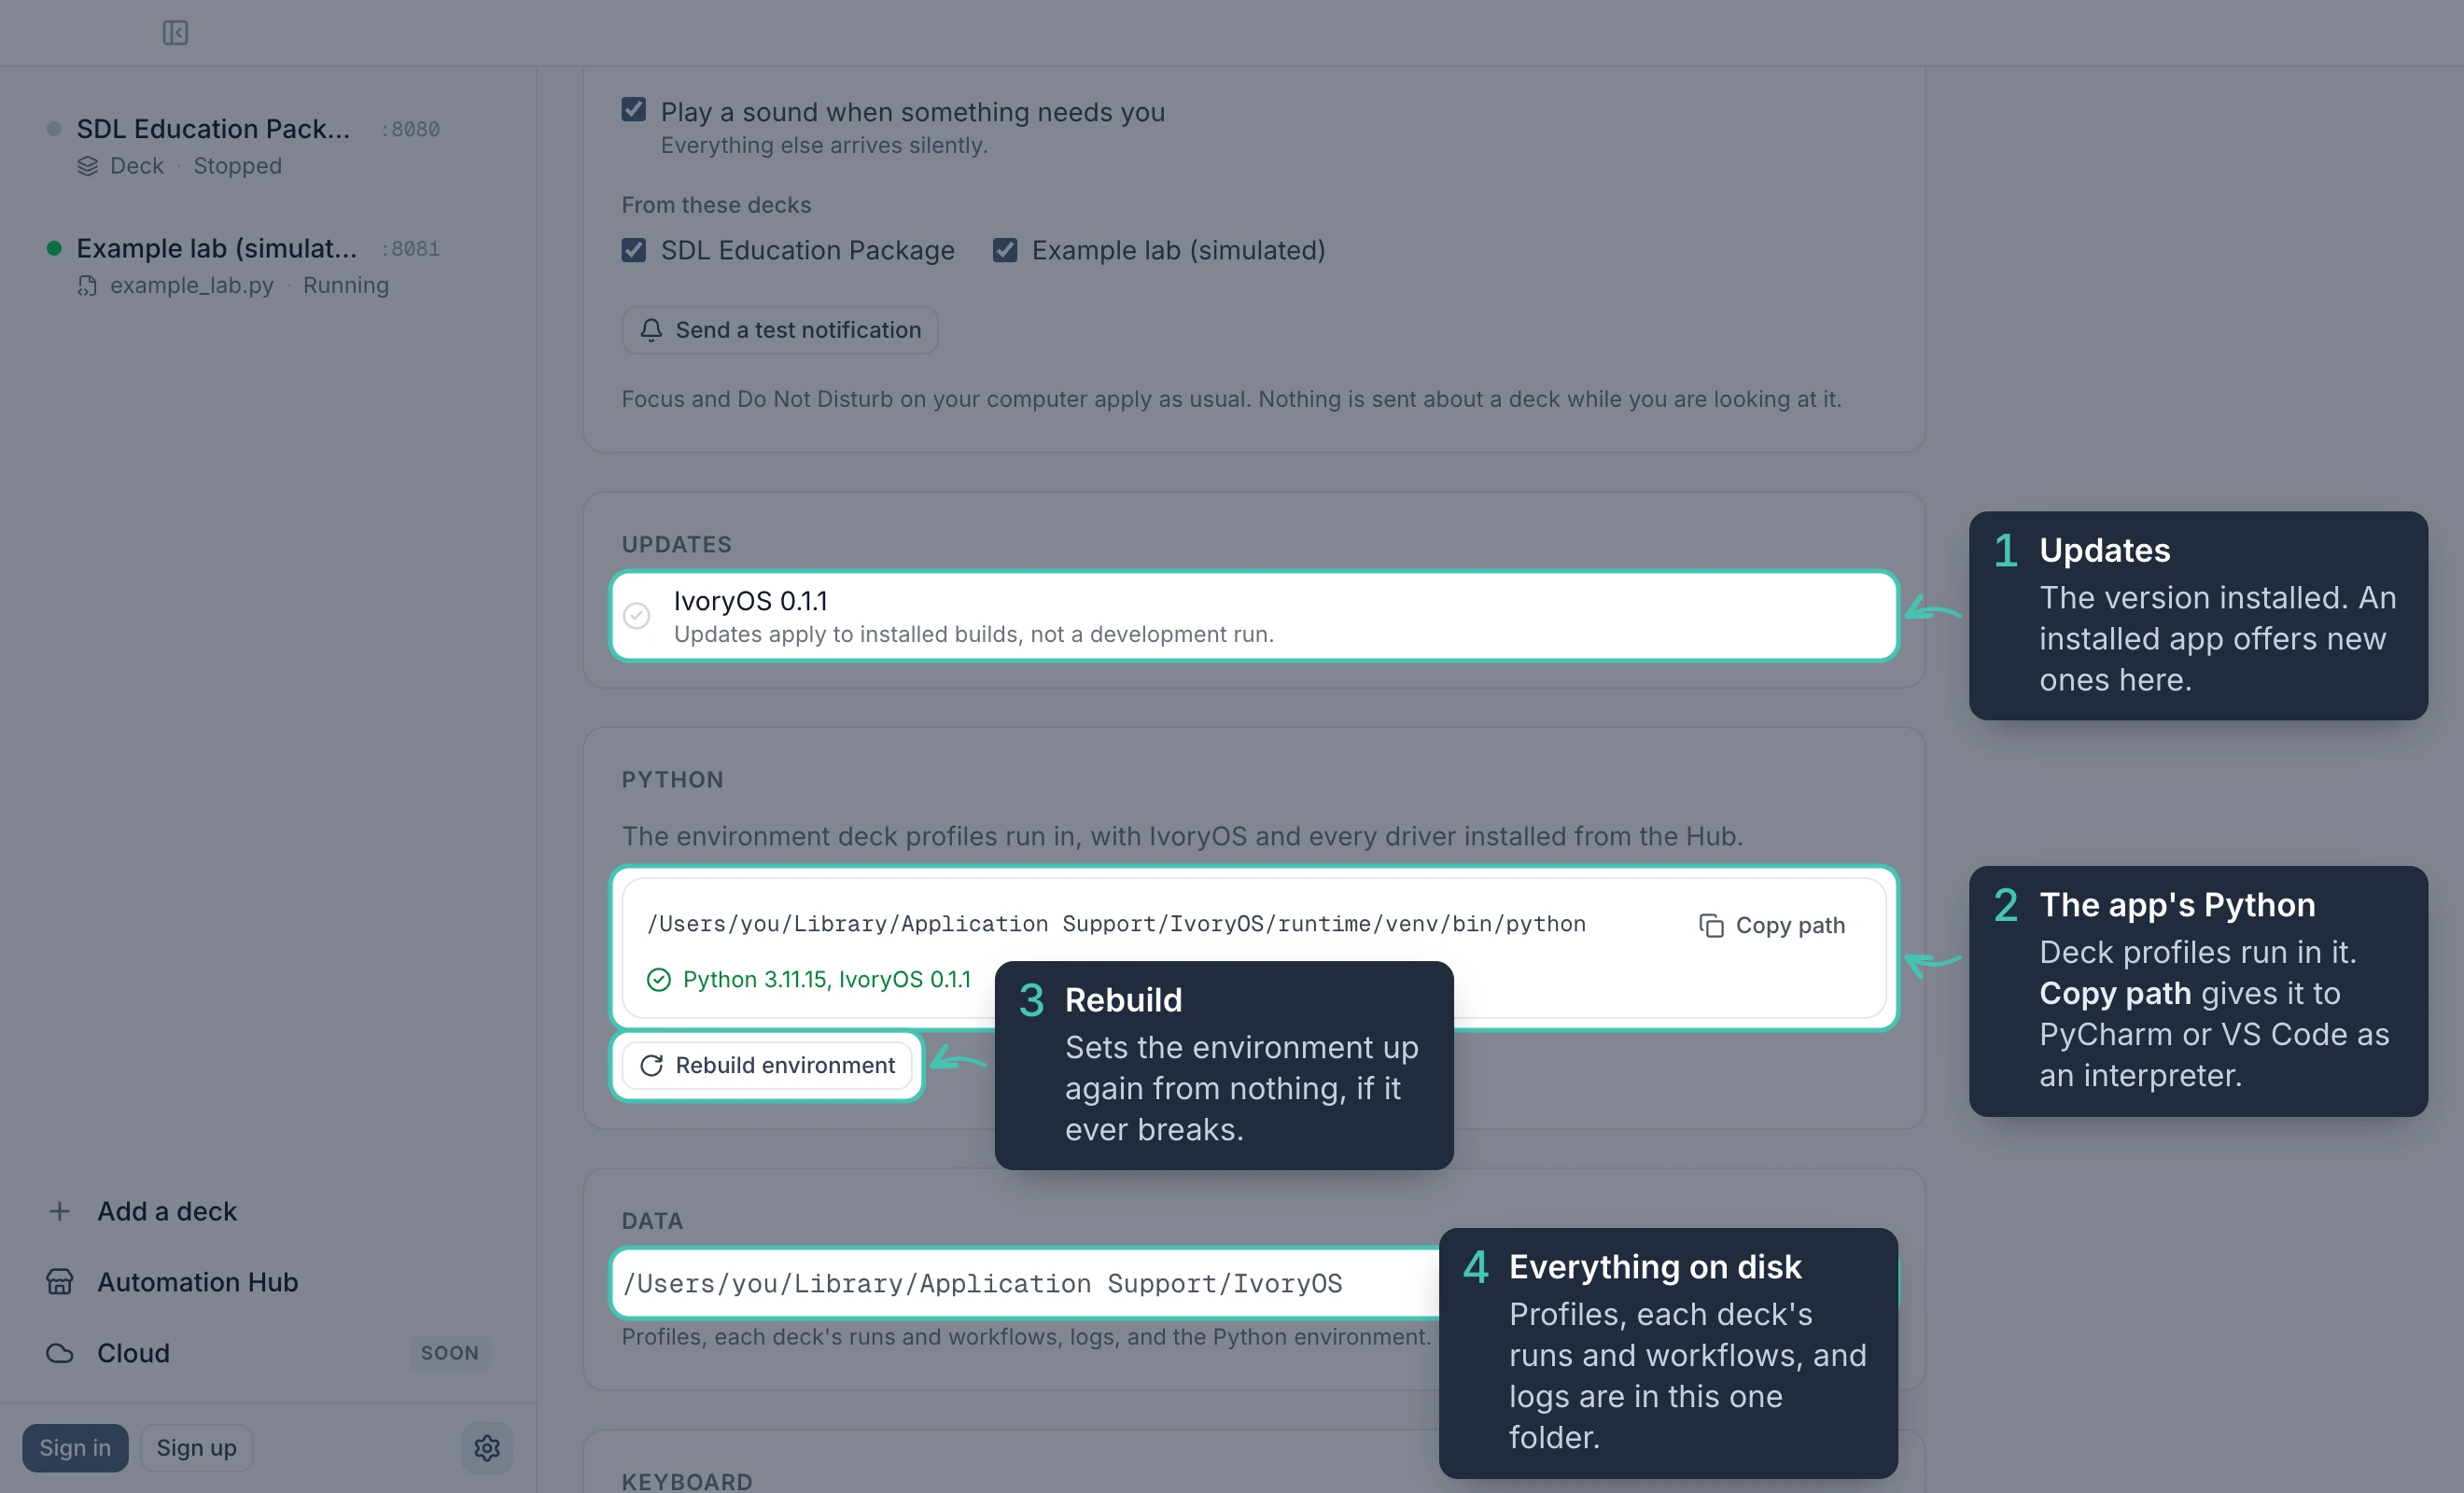 SDL Education Pack... :8080
Deck · Stopped
Example lab (simulat... :8081
example_lab.py · Running
Add a deck
Automation Hub
Cloud SOON
Sign in Sign up
Play a sound when something needs you
Everything else arrives silently.
From these decks
SDL Education Package Example lab (simulated)
Send a test notification
Focus and Do Not Disturb on your computer apply as usual. Nothing is sent about a deck while you are looking at it.
UPDATES
IvoryOS 0.1.1
Updates apply to installed builds, not a development run.
1 Updates
The version installed. An
installed app offers new
ones here.
PYTHON
The environment deck profiles run in, with IvoryOS and every driver installed from the Hub.
/Users/you/Library/Application Support/IvoryOS/runtime/venv/bin/python Copy path
Python 3.11.15, IvoryOS 0.1.1
2 The app's Python
Deck profiles run in it.
Copy path gives it to
PyCharm or VS Code as
an interpreter.
Rebuild environment
3 Rebuild
Sets the environment up
again from nothing, if it
ever breaks.
DATA
/Users/you/Library/Application Support/IvoryOS
Profiles, each deck's runs and workflows, logs, and the Python environment.
4 Everything on disk
Profiles, each deck's
runs and workflows, and
logs are in this one
folder.
KEYBOARD